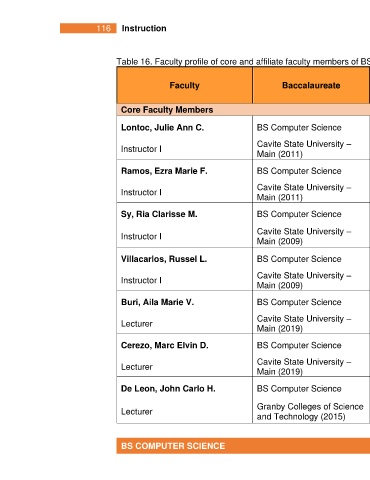 116 Instruction
Table 16. Faculty profile of core and affiliate faculty members of BS
Faculty Baccalaureate
Core Faculty Members
Lontoc, Julie Ann C. BS Computer Science
Instructor I Cavite State University –
Main (2011)
Ramos, Ezra Marie F. BS Computer Science
Instructor I Cavite State University –
Main (2011)
Sy, Ria Clarisse M. BS Computer Science
Instructor I Cavite State University –
Main (2009)
Villacarlos, Russel L. BS Computer Science
Instructor I Cavite State University –
Main (2009)
Buri, Aila Marie V. BS Computer Science
Lecturer Cavite State University –
Main (2019)
Cerezo, Marc Elvin D. BS Computer Science
Lecturer Cavite State University –
Main (2019)
De Leon, John Carlo H. BS Computer Science
Lecturer Granby Colleges of Science
and Technology (2015)
BS COMPUTER SCIENCE